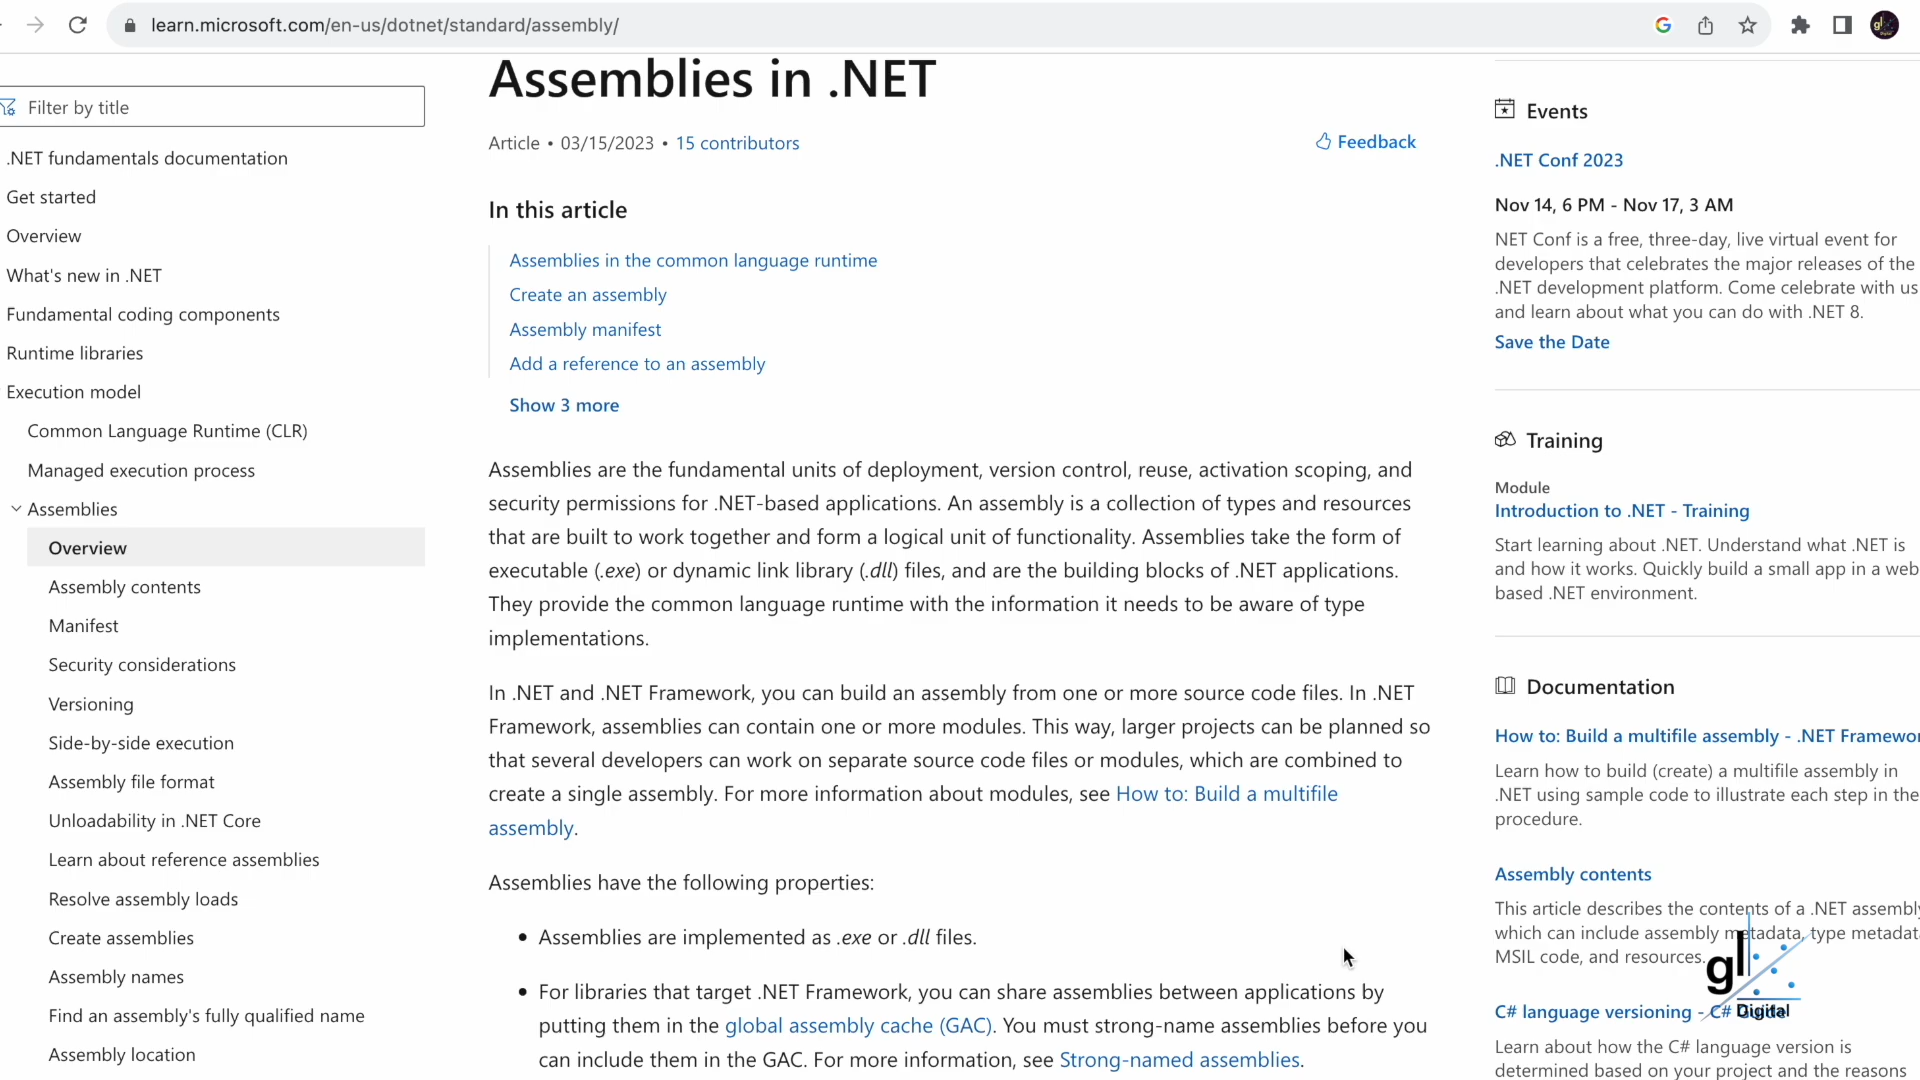 learn.microsoft.com/en-us/dotnet/standard/assembly/
Filter by title
.NET fundamentals documentation
Get started
Overview
What's new in .NET
Fundamental coding components
Runtime libraries
Execution model
Common Language Runtime (CLR)
Managed execution process
Assemblies
Overview
Assembly contents
Manifest
Security considerations
Versioning
Side-by-side execution
Assembly file format
Unloadability in .NET Core
Learn about reference assemblies
Resolve assembly loads
Create assemblies
Assembly names
Find an assembly's fully qualified name
Assembly location
Assemblies in .NET
Article • 03/15/2023 • 15 contributors
Feedback
In this article
Assemblies in the common language runtime
Create an assembly
Assembly manifest
Add a reference to an assembly
Show 3 more
Assemblies are the fundamental units of deployment, version control, reuse, activation scoping, and
security permissions for .NET-based applications. An assembly is a collection of types and resources
that are built to work together and form a logical unit of functionality. Assemblies take the form of
executable (.exe) or dynamic link library (.dll) files, and are the building blocks of .NET applications.
They provide the common language runtime with the information it needs to be aware of type
implementations.
In .NET and .NET Framework, you can build an assembly from one or more source code files. In .NET
Framework, assemblies can contain one or more modules. This way, larger projects can be planned so
that several developers can work on separate source code files or modules, which are combined to
create a single assembly. For more information about modules, see How to: Build a multifile
assembly.
Assemblies have the following properties:
• Assemblies are implemented as .exe or .dll files.
• For libraries that target .NET Framework, you can share assemblies between applications by
putting them in the global assembly cache (GAC). You must strong-name assemblies before you
can include them in the GAC. For more information, see Strong-named assemblies.
Events
.NET Conf 2023
Nov 14, 6 PM - Nov 17, 3 AM
NET Conf is a free, three-day, live virtual event for
developers that celebrates the major releases of the
.NET development platform. Come celebrate with us
and learn about what you can do with .NET 8.
Save the Date
Training
Module
Introduction to .NET - Training
Start learning about .NET. Understand what .NET is
and how it works. Quickly build a small app in a web
based .NET environment.
Documentation
How to: Build a multifile assembly - .NET Framewor
Learn how to build (create) a multifile assembly in
.NET using sample code to illustrate each step in the
procedure.
Assembly contents
This article describes the contents of a .NET assembly
which can include assembly metadata, type metadat
MSIL code, and resources.
gl
Digital
C# language versioning - C# Guide
Learn about how the C# language version is
determined based on your project and the reasons